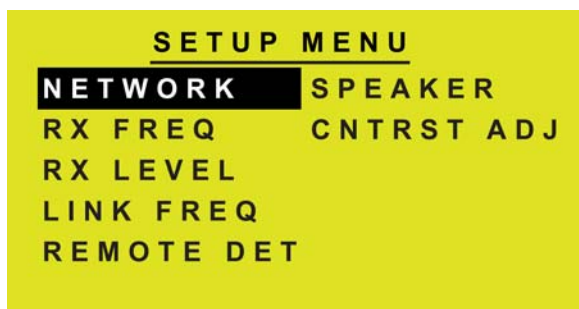 SETUP MENU
NETWORK SPEAKER
RX FREQ CNTRST ADJ
RX LEVEL
LINK FREQ
REMOTE DET